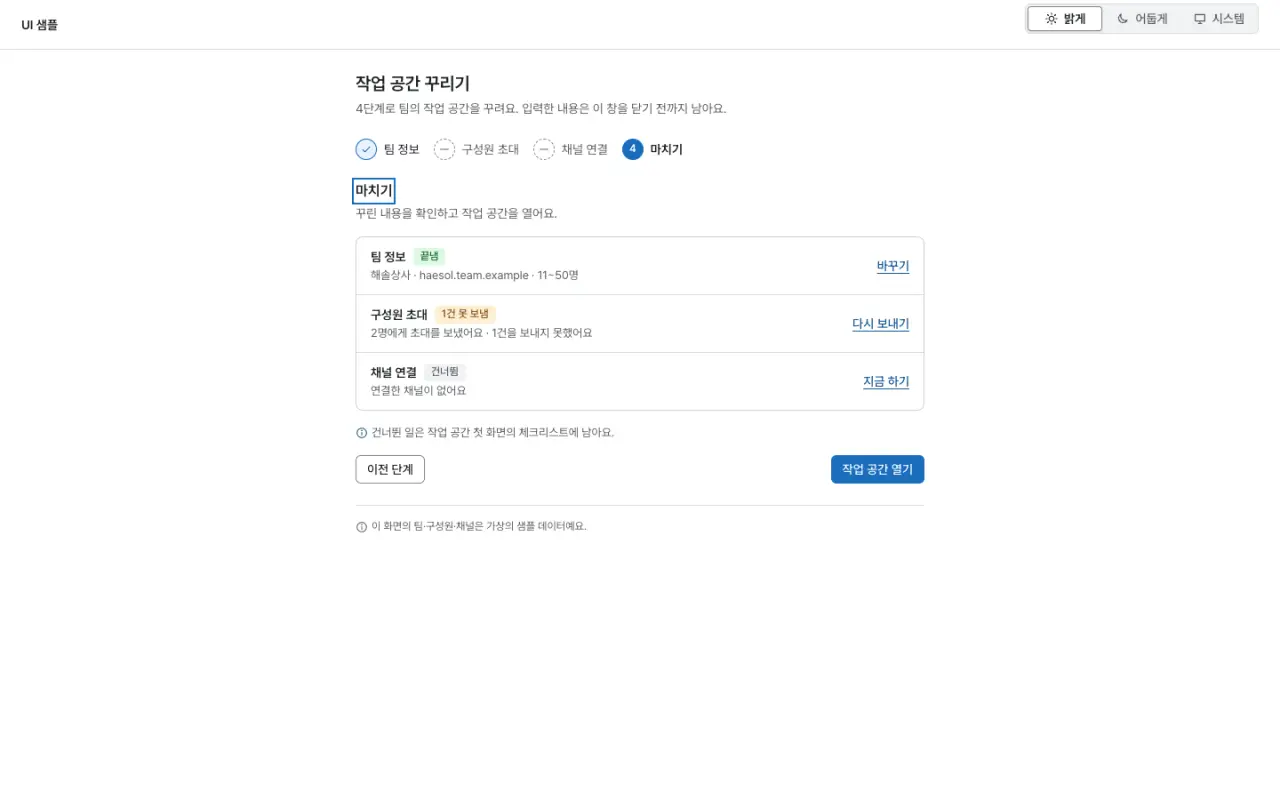 UI 샘플
밝게
어둡게
시스템
작업 공간 꾸리기
4단계로 팀의 작업 공간을 꾸려요. 입력한 내용은 이 창을 닫기 전까지 남아요.
팀 정보
구성원 초대
채널 연결
4 마치기
마치기
꾸린 내용을 확인하고 작업 공간을 열어요.
팀 정보 끝냄
해솔상사 · haesol.team.example · 11~50명
바꾸기
구성원 초대 1건 못 보냄
2명에게 초대를 보냈어요 · 1건을 보내지 못했어요
다시 보내기
채널 연결 건너뜀
연결한 채널이 없어요
지금 하기
건너뛴 일은 작업 공간 첫 화면의 체크리스트에 남아요.
이전 단계
작업 공간 열기
이 화면의 팀·구성원·채널은 가상의 샘플 데이터예요.